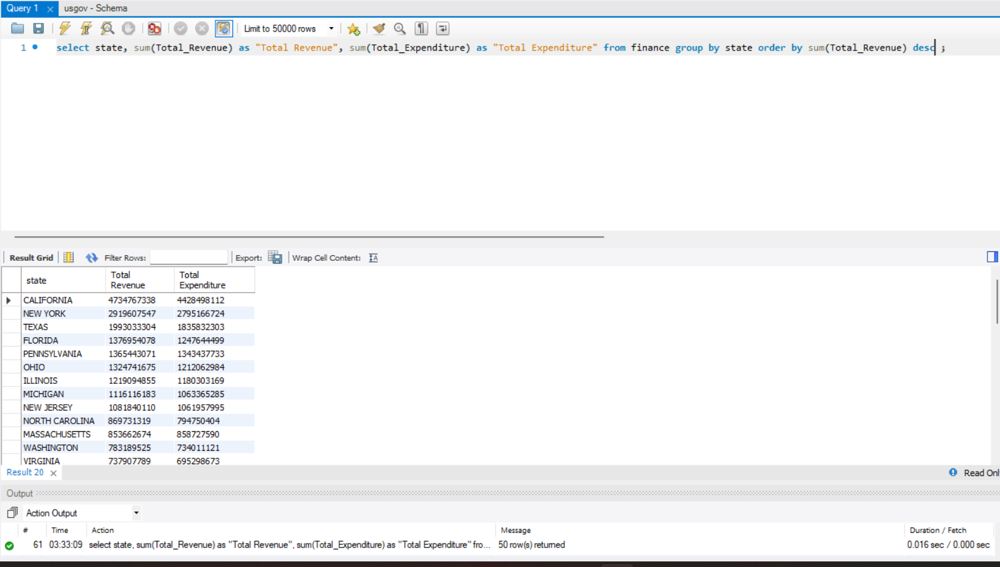 Query 1 usgov - Schema
Limit to 50000 rows
1 select state, sum(Total_Revenue) as "Total Revenue", sum(Total_Expenditure) as "Total Expenditure" from finance group by state order by sum(Total_Revenue) desc ;
Result Grid Filter Rows: Export: Wrap Cell Content:
state Total Revenue Total Expenditure
CALIFORNIA 4734767338 4428498112
NEW YORK 2919607547 2795166724
TEXAS 1993033304 1835832303
FLORIDA 1376954078 1247644499
PENNSYLVANIA 1365443071 1343437733
OHIO 1324741675 1212062984
ILLINOIS 1219094855 1180303169
MICHIGAN 1116116183 1063365285
NEW JERSEY 1081840110 1061957995
NORTH CAROLINA 869731319 794750404
MASSACHUSETTS 853662674 858727590
WASHINGTON 783189525 734011121
VIRGINIA 737907789 695298673
Result 20 Read Onl
Output
Action Output
# Time Action Message Duration / Fetch
61 03:33:09 select state, sum(Total_Revenue) as "Total Revenue", sum(Total_Expenditure) as "Total Expenditure" fro... 50 row(s) returned 0.016 sec / 0.000 sec